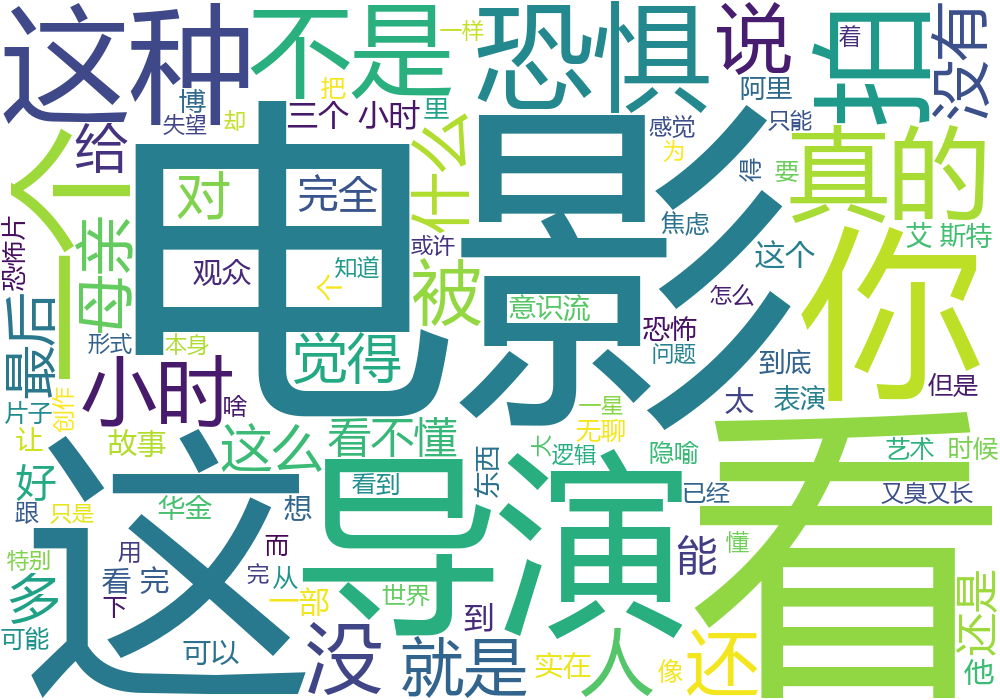 这种
不是
一样
恐惧
说
拍
着
没有
博
把
失望
却
三个 小时
里
阿里
感觉
只能
给
个
一
电影
什么
为
得
要
真的
对
完全
焦虑
你
艾 斯特
恐怖片
母亲
观众
知道
个
或许
被
这个
怎么
意识流
恐怖
最后
形式
本身
觉得
问题
到底
小时
啥
太
表演
但是
片子
创作
让
故事
这么
看不懂
一星
无聊
大
逻辑
隐喻
艺术
时候
看
这
导演
好
看到
东西
已经
又臭又长
跟
只是
华金
想
特别
用
而
能
懂
多
看 完
完
从
下
一部
世界
到
还是
可能
可以
没
就是
实在
人
像
还
他